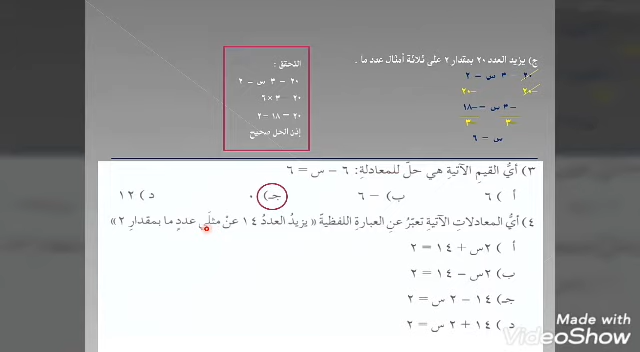 ج) يزيد العدد ٢٠ بمقدار ٢ على ثلاثة أمثال عدد ما .
٢٠ - ٣ س = ٢
-٢٠ -٢٠
-٣ س = -١٨
-٣ -٣
س = ٦
التحقق :
٢٠ - ٣ س = ٢
٢٠ - ٣ × ٦
٢٠ - ١٨ = ٢
إذن الحل صحيح
٣) أيُّ القيمِ الآتيةِ هي حلّ للمعادلةِ: ٦ - س = ٦
أ ) ٦ ب) - ٦ جـ) ٠ د ) ١٢
٤) أيُّ المعادلاتِ الآتيةِ تعبّرُ عنِ العبارةِ اللفظيةِ « يزيدُ العددُ ١٤ عنْ مثلَي عددٍ ما بمقدارِ ٢ »
أ ) ٢س + ١٤ = ٢
ب) ٢س - ١٤ = ٢
جـ) ١٤ - ٢ س = ٢
د ) ١٤ + ٢ س = ٢
Made with
VideoShow